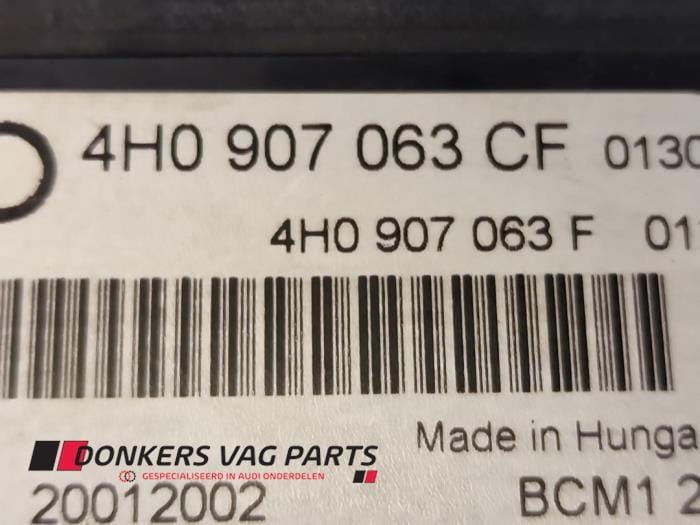 4H0 907 063 CF 0130
4H0 907 063 F 01
Made in Hunga
DONKERS VAG PARTS
GESPECIALISEERD IN AUDI ONDERDELEN
20012002
BCM1 2